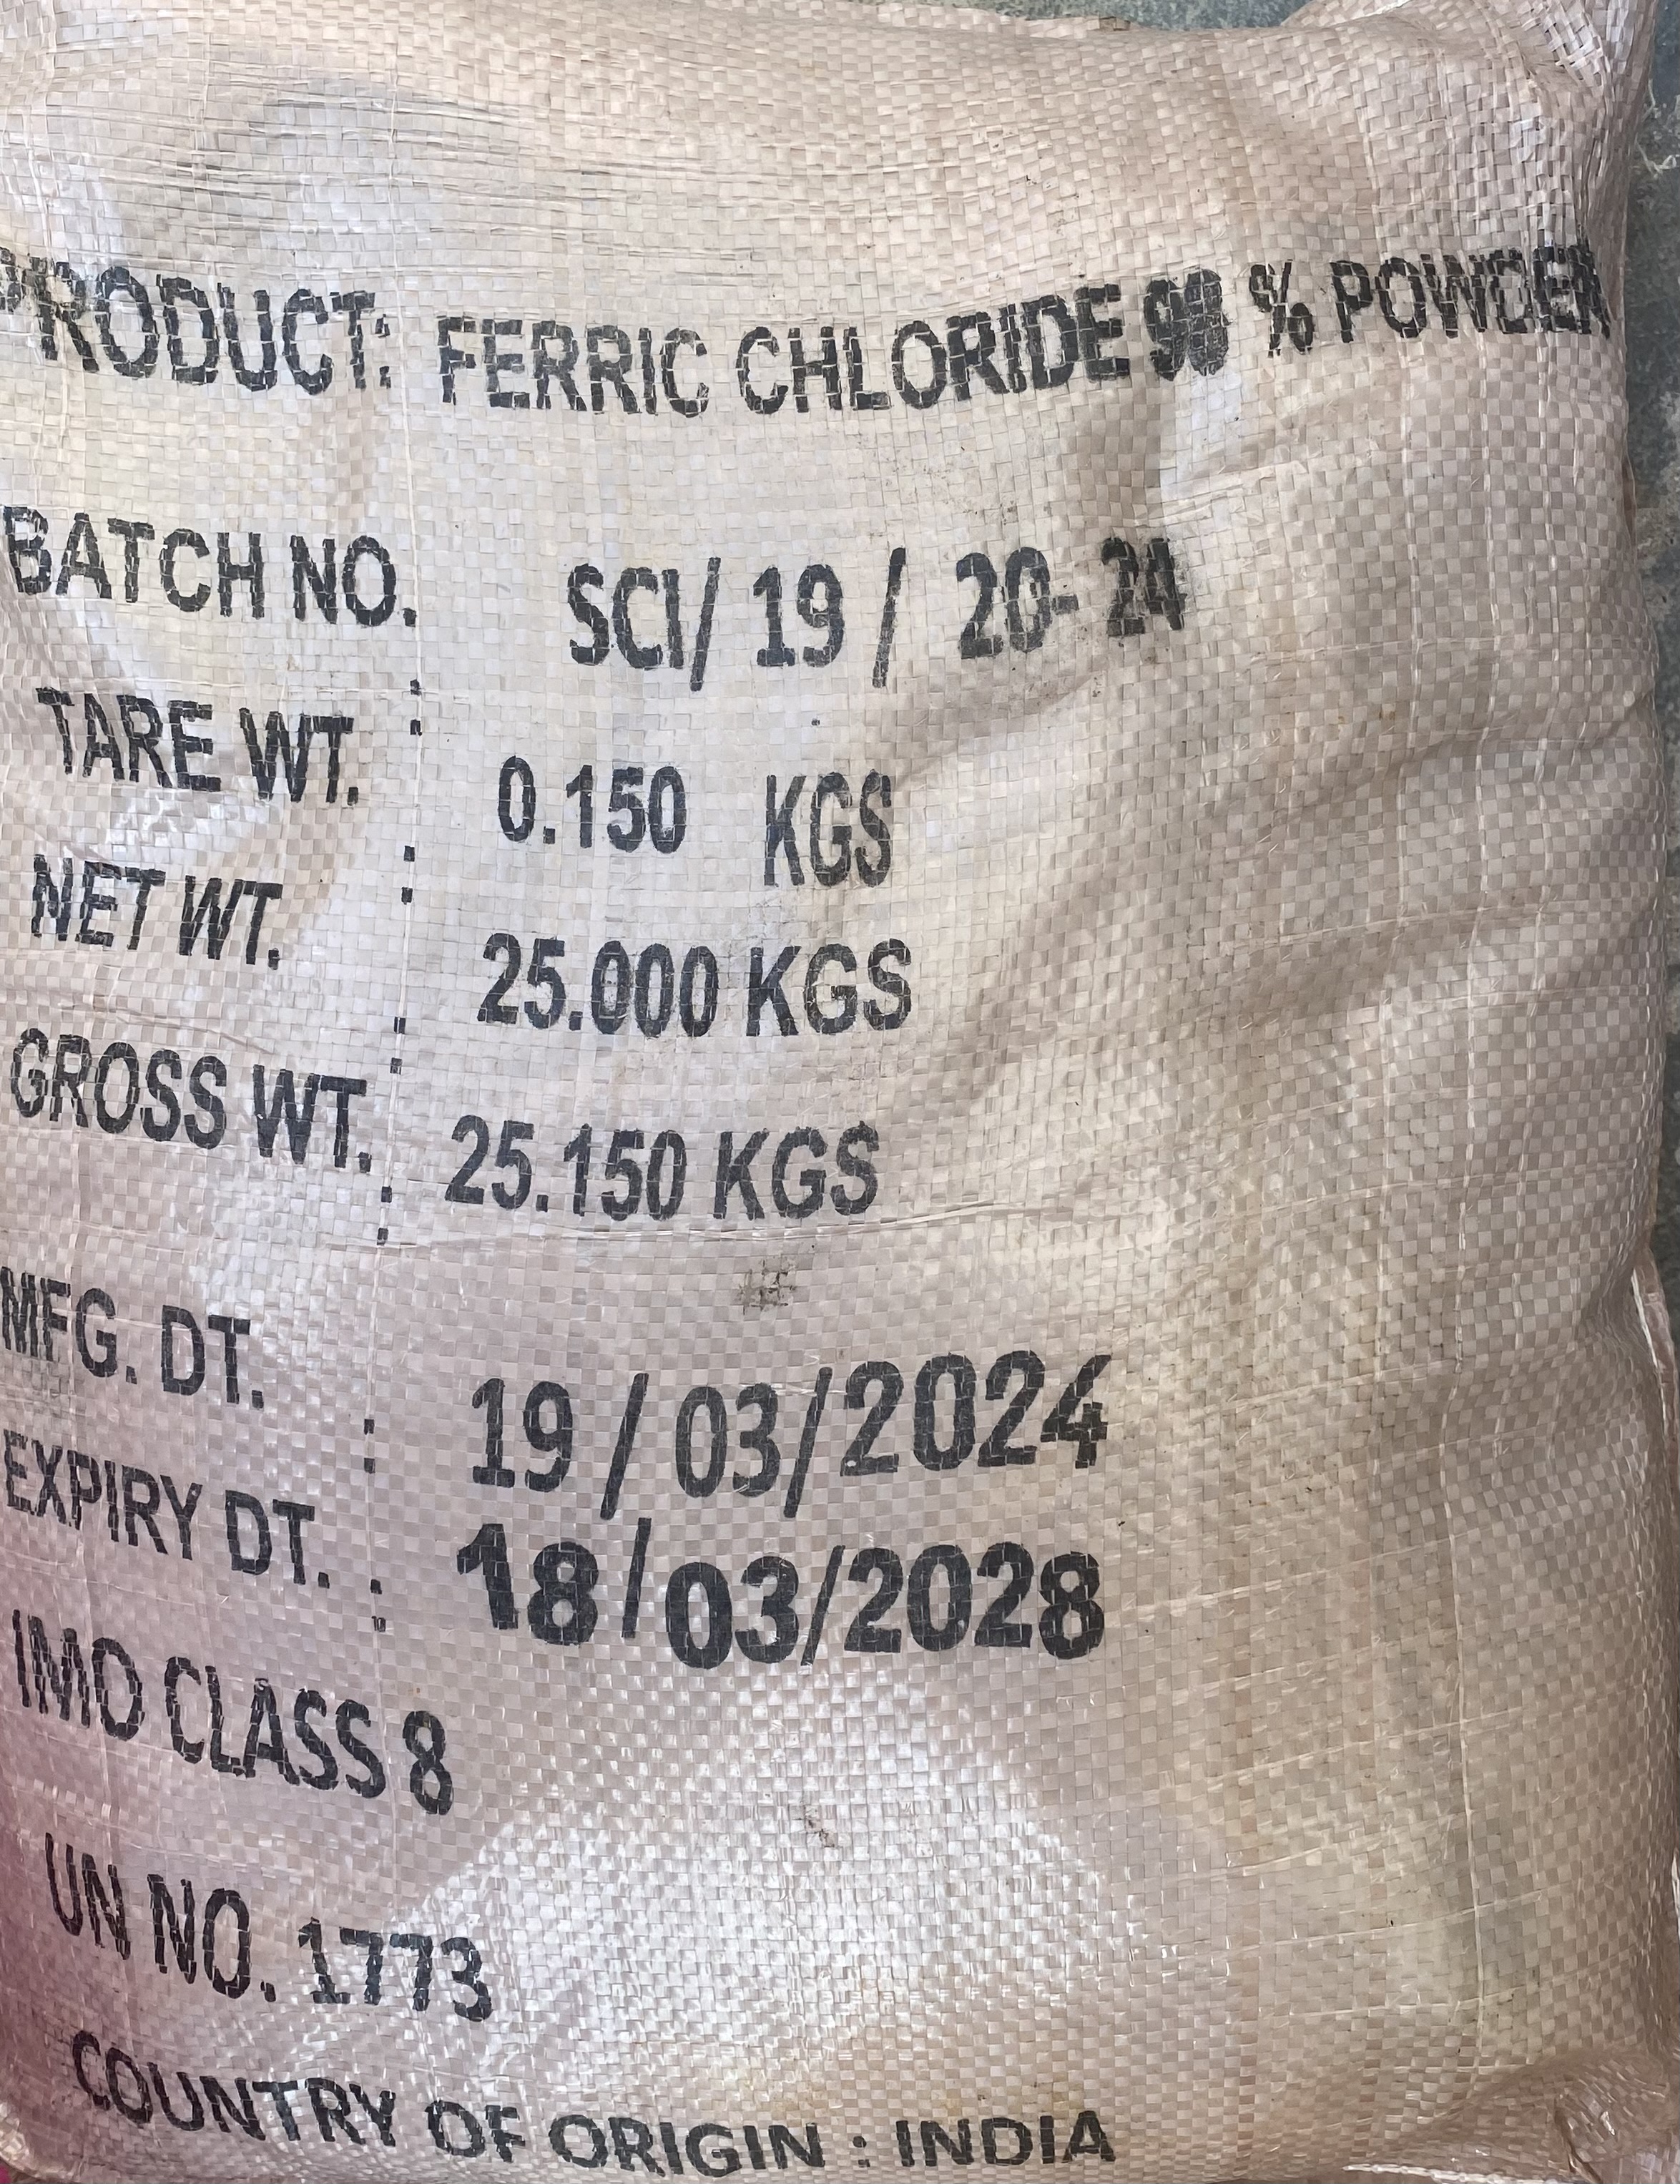 PRODUCT: FERRIC CHLORIDE % POWDER
BATCH NO. : SCI/ 19 / 20- 24
TARE WT. : 0.150 KGS
NET WT. : 25.000 KGS
GROSS WT. : 25.150 KGS
MFG. DT. : 19/03/2024
EXPIRY DT. : 18/03/2028
IMO CLASS 8
UN NO. 1773
COUNTRY OF ORIGIN : INDIA